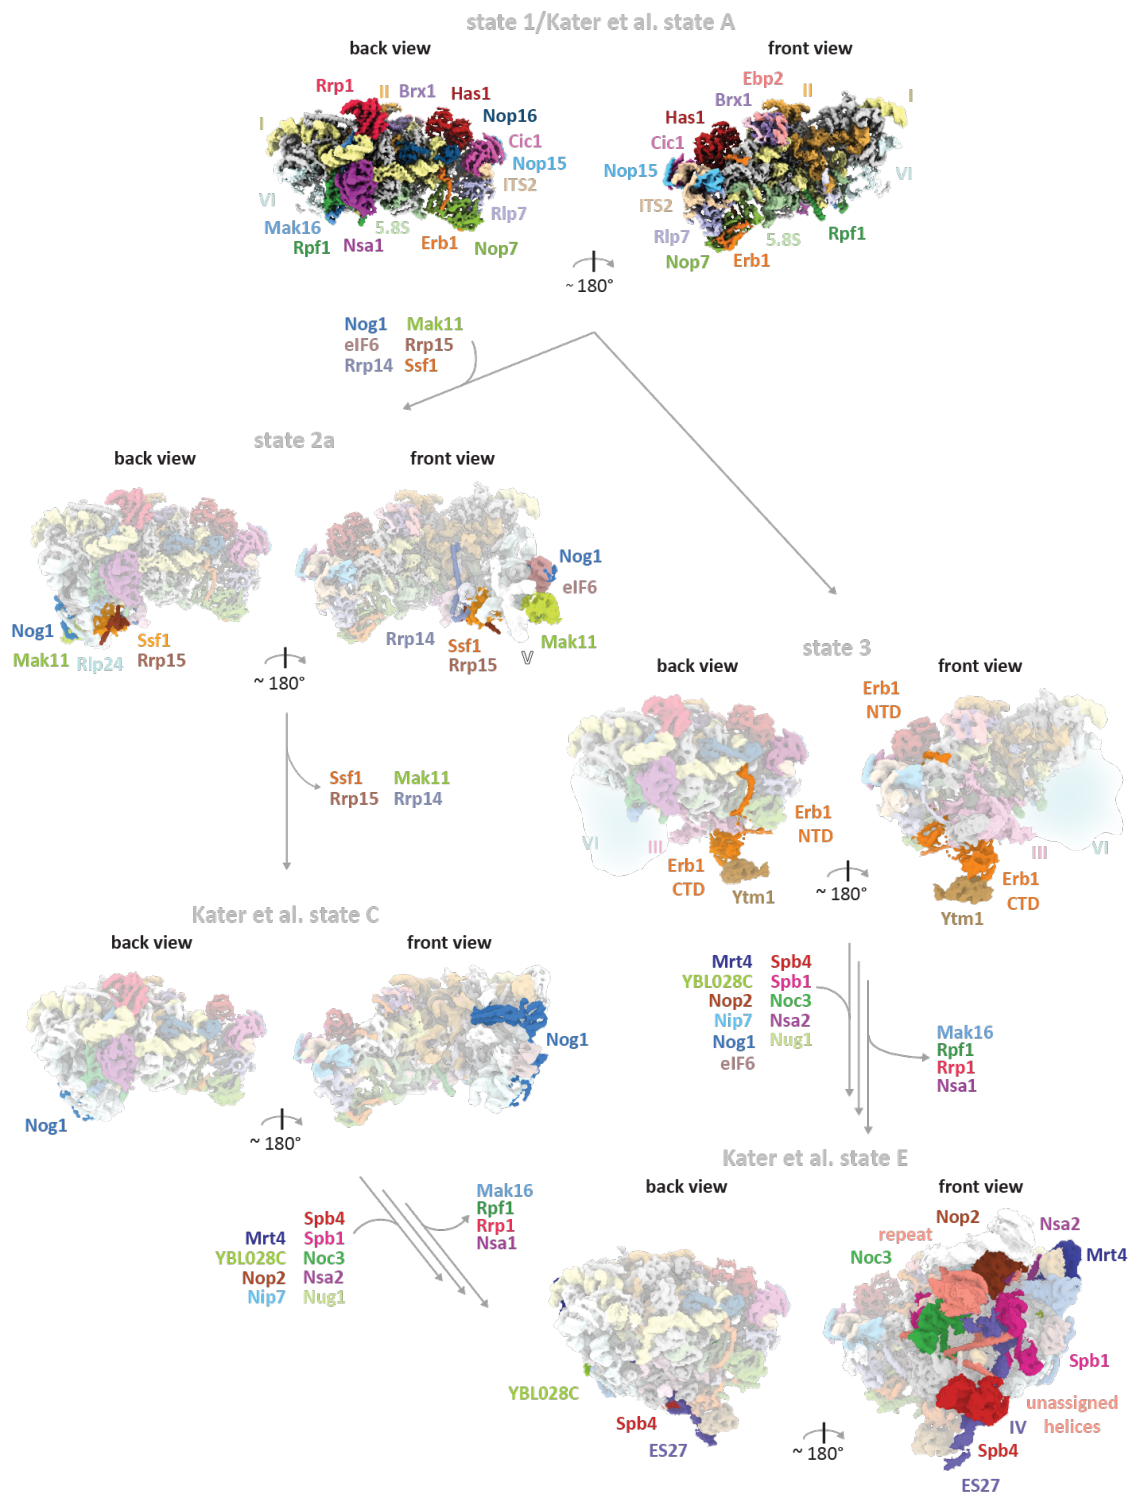 state 1/Kater et al. state A
back view
front view
Rrp1
II
Brx1
Has1
Nop16
I
Cic1
Nop15
ITS2
VI
Rlp7
Mak16
5.8S
Rpf1
Nsa1
Erb1
Nop7
Ebp2
II
I
Brx1
Has1
Cic1
Nop15
VI
ITS2
Rlp7
5.8S
Rpf1
Nop7
Erb1
~ 180°
Nog1 Mak11
eIF6 Rrp15
Rrp14 Ssf1
state 2a
back view
front view
Nog1
Mak11
Rlp24
Ssf1
Rrp15
Nog1
eIF6
Rrp14
Ssf1
Rrp15
Mak11
V
~ 180°
Ssf1 Mak11
Rrp15 Rrp14
state 3
back view
front view
Erb1
NTD
VI
III
Erb1
NTD
Erb1
CTD
Ytm1
III
VI
Erb1
CTD
Ytm1
~ 180°
Kater et al. state C
back view
front view
Nog1
Nog1
~ 180°
Mrt4 Spb4
YBL028C Spb1
Nop2 Noc3
Nip7 Nsa2
Nog1 Nug1
eIF6
Mak16
Rpf1
Rrp1
Nsa1
Spb4
Mrt4 Spb1
YBL028C Noc3
Nop2 Nsa2
Nip7 Nug1
Mak16
Rpf1
Rrp1
Nsa1
Kater et al. state E
back view
front view
YBL028C
Spb4
ES27
Nop2
Nsa2
repeat
Noc3
Mrt4
Spb1
unassigned
helices
IV
Spb4
ES27
~ 180°